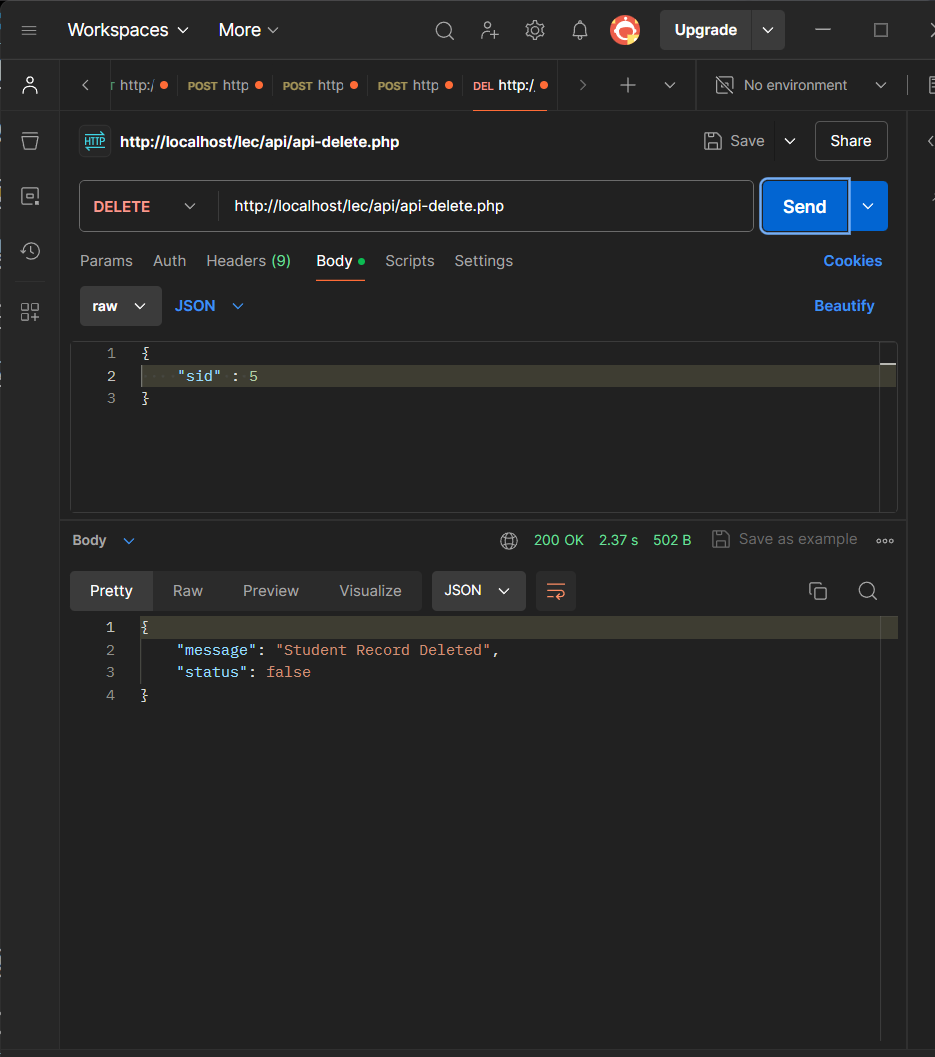 Workspaces More Upgrade
http:/ POST http POST http POST http DEL http:/ No environment
HTTP http://localhost/lec/api/api-delete.php Save Share
DELETE http://localhost/lec/api/api-delete.php Send
Params Auth Headers (9) Body Scripts Settings Cookies
raw JSON Beautify
1 {
2 "sid" : 5
3 }
Body 200 OK 2.37 s 502 B Save as example
Pretty Raw Preview Visualize JSON
1 {
2 "message": "Student Record Deleted",
3 "status": false
4 }